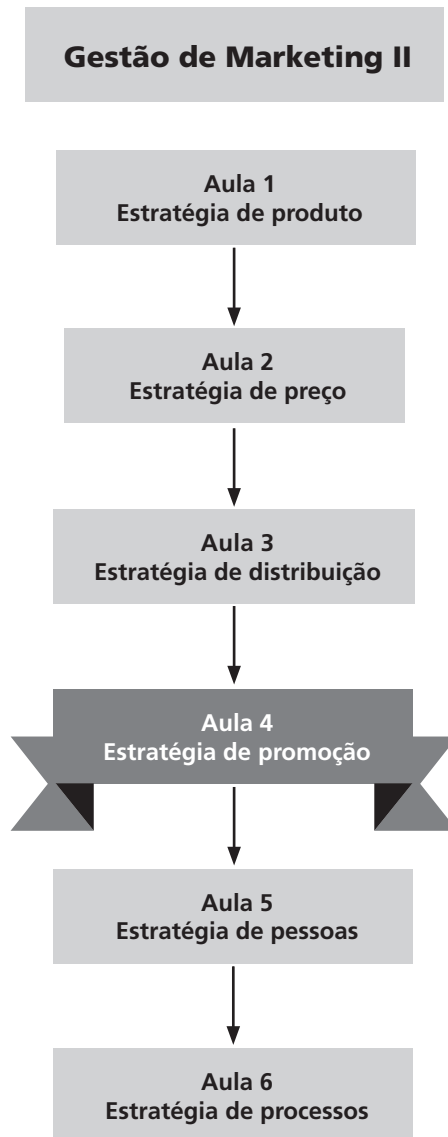 Gestão de Marketing II
Aula 1
Estratégia de produto
Aula 2
Estratégia de preço
Aula 3
Estratégia de distribuição
Aula 4
Estratégia de promoção
Aula 5
Estratégia de pessoas
Aula 6
Estratégia de processos